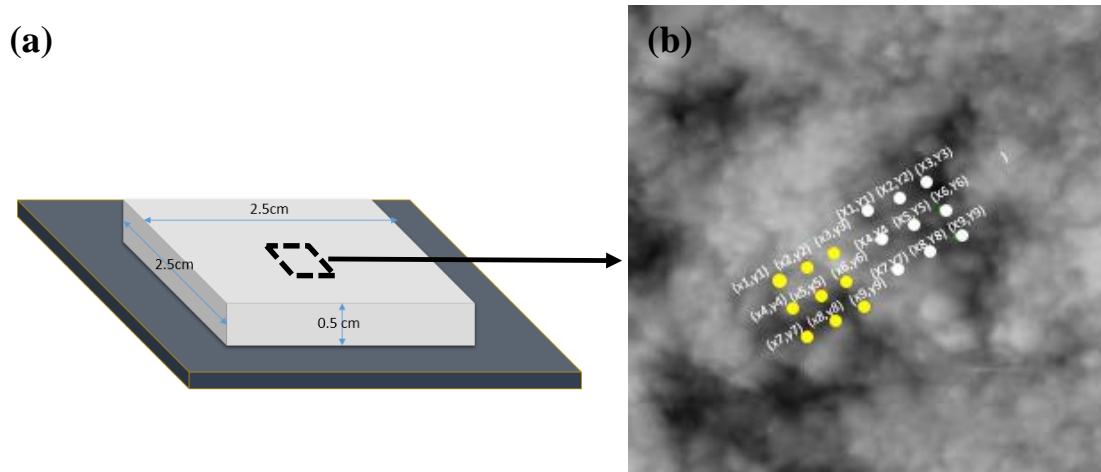 (a)
2.5cm
2.5cm
0.5 cm
(b)
(X1,Y1) (X2,Y2) (X3,Y3)
(X4,Y4 (X5,Y5) (X6,Y6)
(X7,Y7) (X8,Y8) (X9,Y9)
)
(x1,y1) (x2,y2) (x3,y3)
(x4,y4) (x5,y5) (x6,y6)
(x7,y7) (x8,y8) (x9,y9)